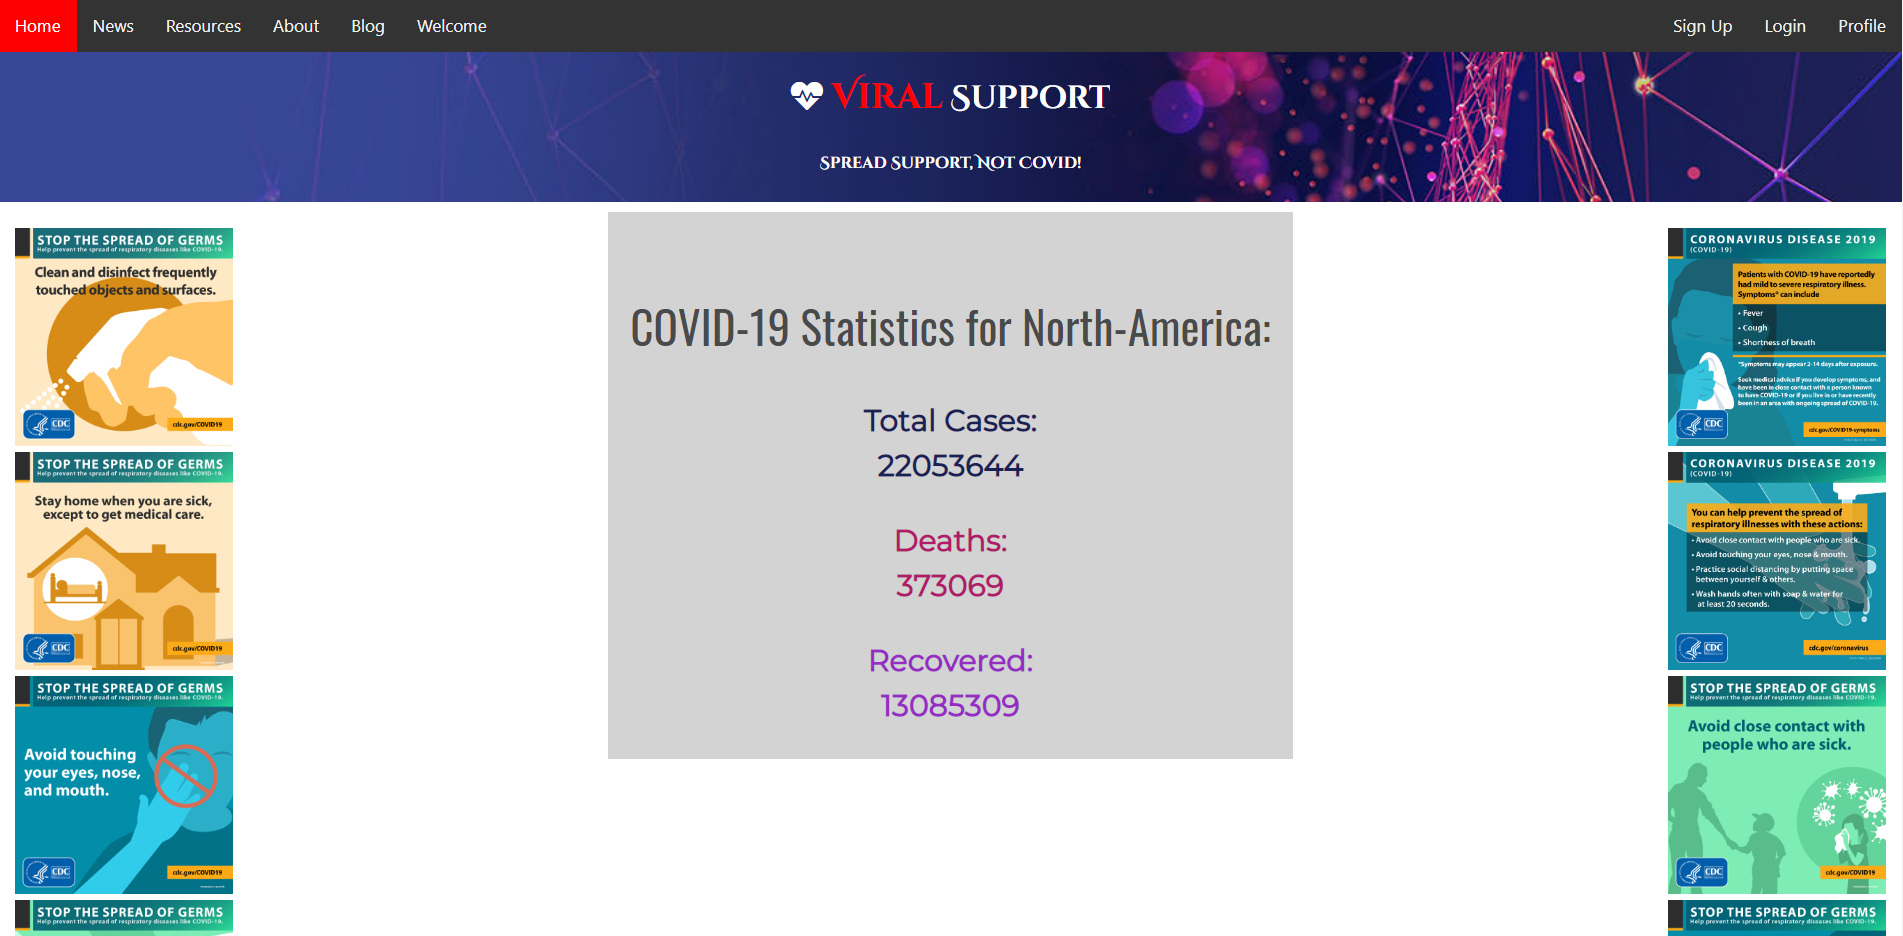 Home News Resources About Blog Welcome Sign Up Login Profile
Viral Support
Spread Support, Not Covid!
STOP THE SPREAD OF GERMS
Help prevent the spread of respiratory diseases like COVID-19.
Clean and disinfect frequently
touched objects and surfaces.
CDC
cdc.gov/COVID19
STOP THE SPREAD OF GERMS
Help prevent the spread of respiratory diseases like COVID-19.
Stay home when you are sick,
except to get medical care.
CDC
cdc.gov/COVID19
STOP THE SPREAD OF GERMS
Help prevent the spread of respiratory diseases like COVID-19.
Avoid touching
your eyes, nose,
and mouth.
CDC
cdc.gov/COVID19
STOP THE SPREAD OF GERMS
Help prevent the spread of respiratory diseases like COVID-19.
COVID-19 Statistics for North-America:
Total Cases:
22053644
Deaths:
373069
Recovered:
13085309
CORONAVIRUS DISEASE 2019
(COVID-19)
Patients with COVID-19 have reportedly
had mild to severe respiratory illness.
Symptoms* can include
• Fever
• Cough
• Shortness of breath
*Symptoms may appear 2-14 days after exposure.
Seek medical advice if you develop symptoms, and
have been in close contact with a person known
to have COVID-19 or if you live in or have recently
been in an area with ongoing spread of COVID-19.
CDC
cdc.gov/COVID19-symptoms
CORONAVIRUS DISEASE 2019
(COVID-19)
You can help prevent the spread of
respiratory illnesses with these actions:
• Avoid close contact with people who are sick.
• Avoid touching your eyes, nose & mouth.
• Practice social distancing by putting space
between yourself & others.
• Wash hands often with soap & water for
at least 20 seconds.
CDC
cdc.gov/coronavirus
STOP THE SPREAD OF GERMS
Help prevent the spread of respiratory diseases like COVID-19.
Avoid close contact with
people who are sick.
CDC
cdc.gov/COVID19
STOP THE SPREAD OF GERMS
Help prevent the spread of respiratory diseases like COVID-19.